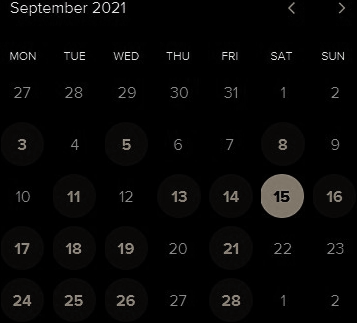 September 2021 < >
MON TUE WED THU FRI SAT SUN
27 28 29 30 31 1 2
3 4 5 6 7 8 9
10 11 12 13 14 15 16
17 18 19 20 21 22 23
24 25 26 27 28 1 2